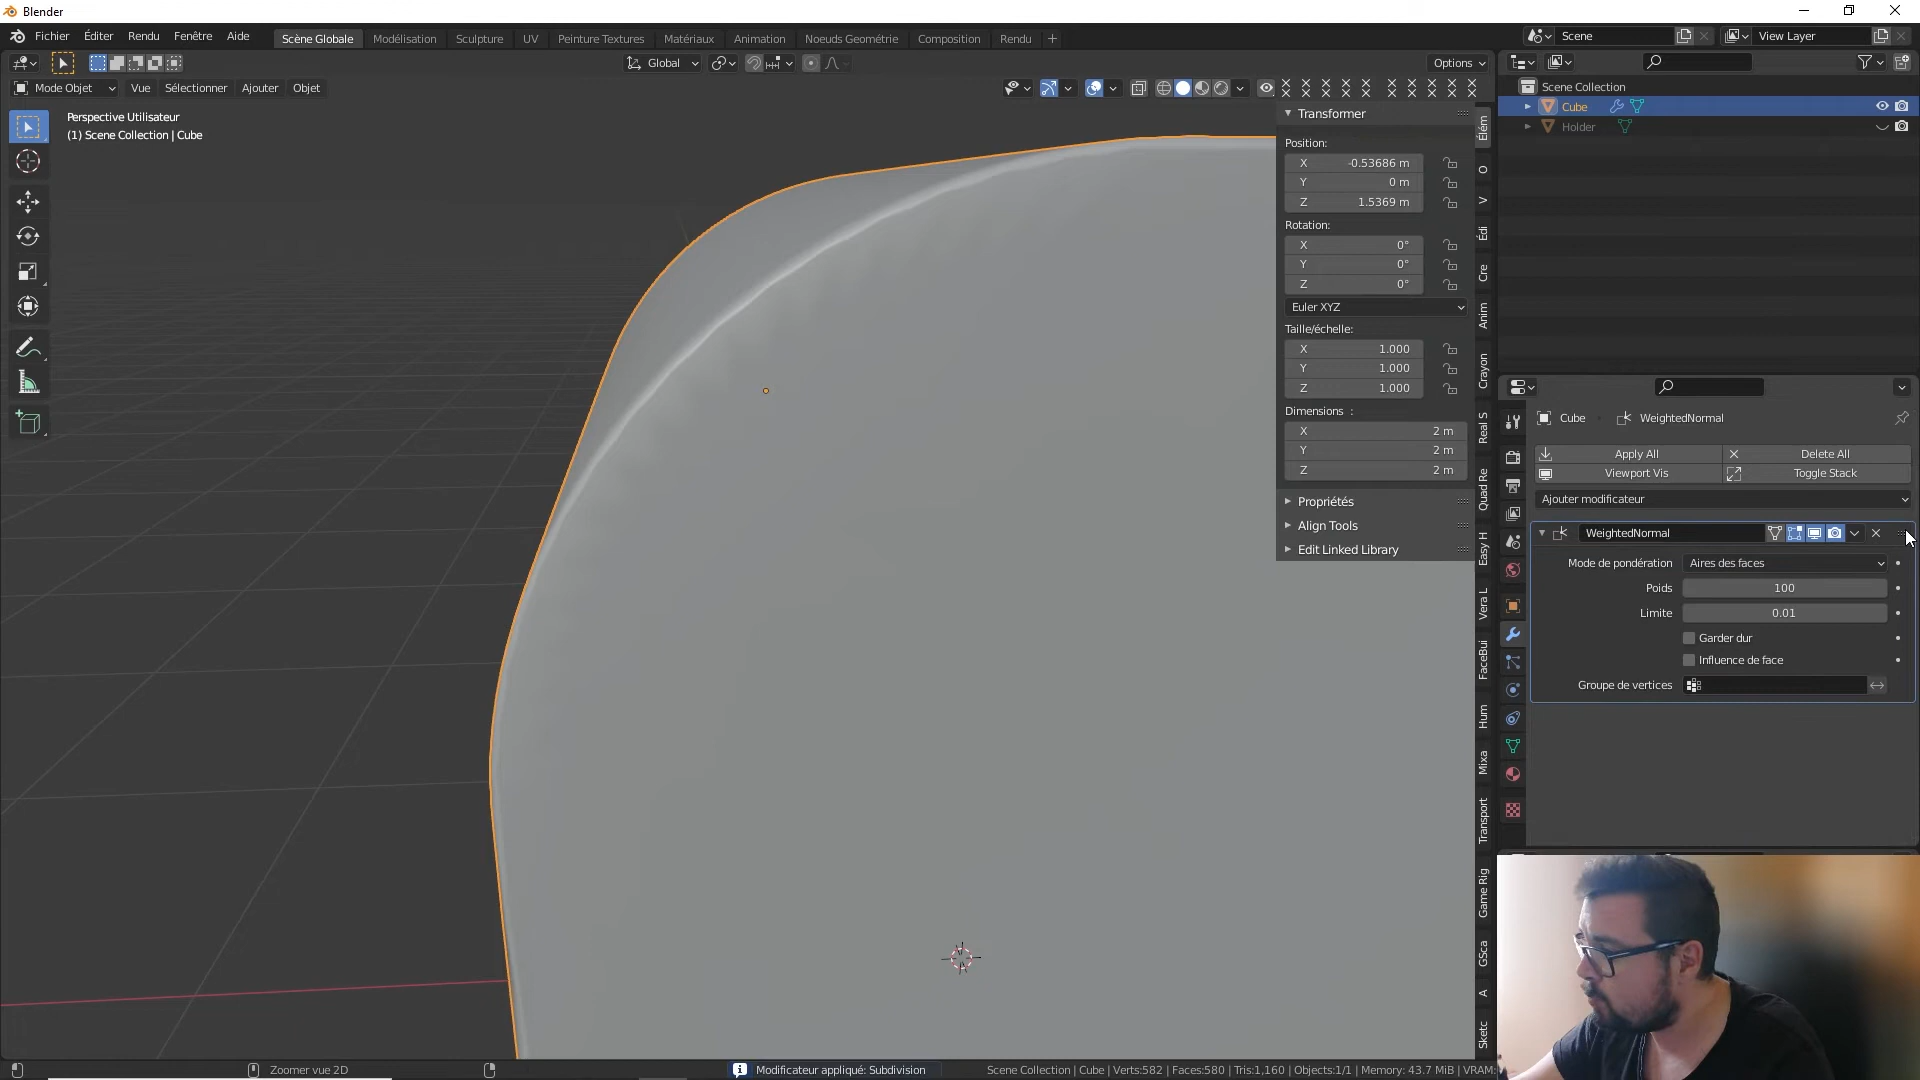 Blender
Fichier Éditer Rendu Fenêtre Aide Scène Globale Modélisation Sculpture UV Peinture Textures Matériaux Animation Noeuds Geométrie Composition Rendu + Scene View Layer
Global Options
Mode Objet Vue Sélectionner Ajouter Objet
Perspective Utilisateur
(1) Scene Collection | Cube
Transformer
Position:
X -0.53686 m
Y 0 m
Z 1.5369 m
Rotation:
X 0°
Y 0°
Z 0°
Euler XYZ
Taille/échelle:
X 1.000
Y 1.000
Z 1.000
Dimensions :
X 2 m
Y 2 m
Z 2 m
Propriétés
Align Tools
Edit Linked Library
Élém
O
V
Edi
Cre
Anim
Crayon
Real S
Quad Re
Easy H
Vera L
FaceBui
Hum
Mixa
Transport
Game Rig
GSca
A
Sketc
Scene Collection
Cube
Holder
Cube WeightedNormal
Apply All Delete All
Viewport Vis Toggle Stack
Ajouter modificateur
WeightedNormal
Mode de pondération Aires des faces
Poids 100
Limite 0.01
Garder dur
Influence de face
Groupe de vertices
Zoomer vue 2D Modificateur appliqué: Subdivision Scene Collection | Cube | Verts:582 | Faces:580 | Tris:1,160 | Objects:1/1 | Memory: 43.7 MiB | VRAM: